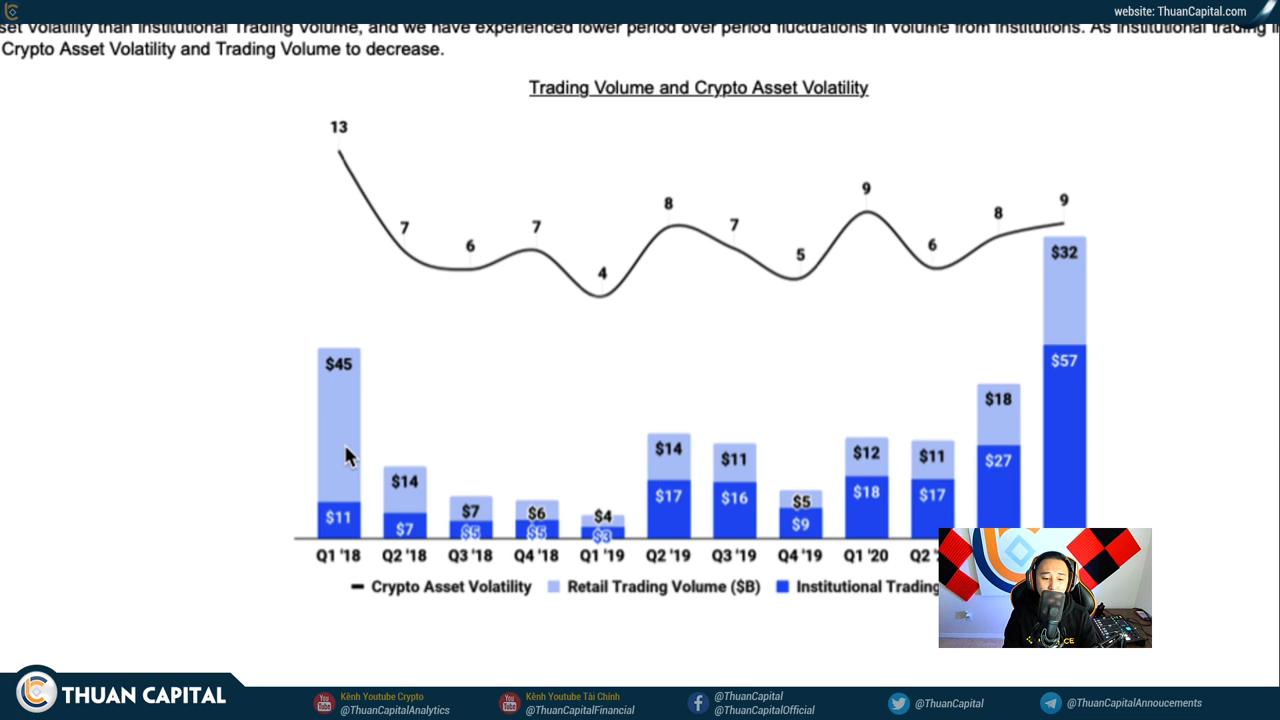 website: ThuanCapital.com
set Volatility than Institutional Trading Volume, and we have experienced lower period over period fluctuations in volume from institutions. As institutional trading
Crypto Asset Volatility and Trading Volume to decrease.
Trading Volume and Crypto Asset Volatility
13
7
6
7
4
8
7
5
9
6
8
9
$45 $14 $7 $6 $4 $14 $11 $5 $12 $11 $18 $32
$11 $7 $5 $5 $3 $17 $16 $9 $18 $17 $27 $57
Q1 '18 Q2 '18 Q3 '18 Q4 '18 Q1 '19 Q2 '19 Q3 '19 Q4 '19 Q1 '20 Q2
Crypto Asset Volatility Retail Trading Volume ($B) Institutional Trading
THUAN CAPITAL
Kênh Youtube Crypto
@ThuanCapitalAnalytics
Kênh Youtube Tài Chính
@ThuanCapitalFinancial
@ThuanCapital
@ThuanCapitalOfficial
@ThuanCapital
@ThuanCapitalAnnoucements